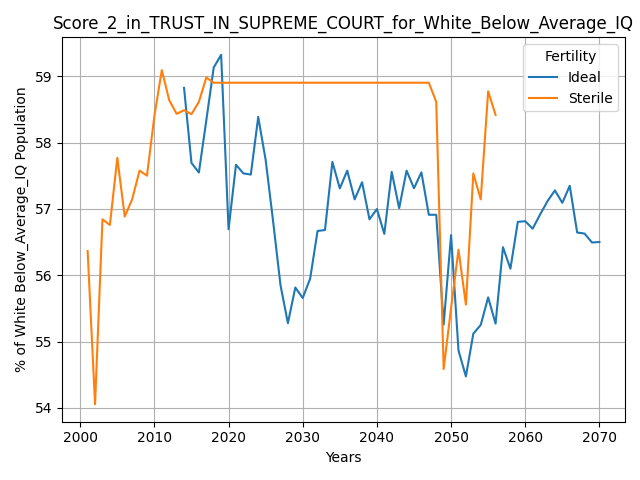 Score_2_in_TRUST_IN_SUPREME_COURT_for_White_Below_Average_IQ
% of White Below_Average_IQ Population
59
58
57
56
55
54
Fertility
Ideal
Sterile
2000 2010 2020 2030 2040 2050 2060 2070
Years